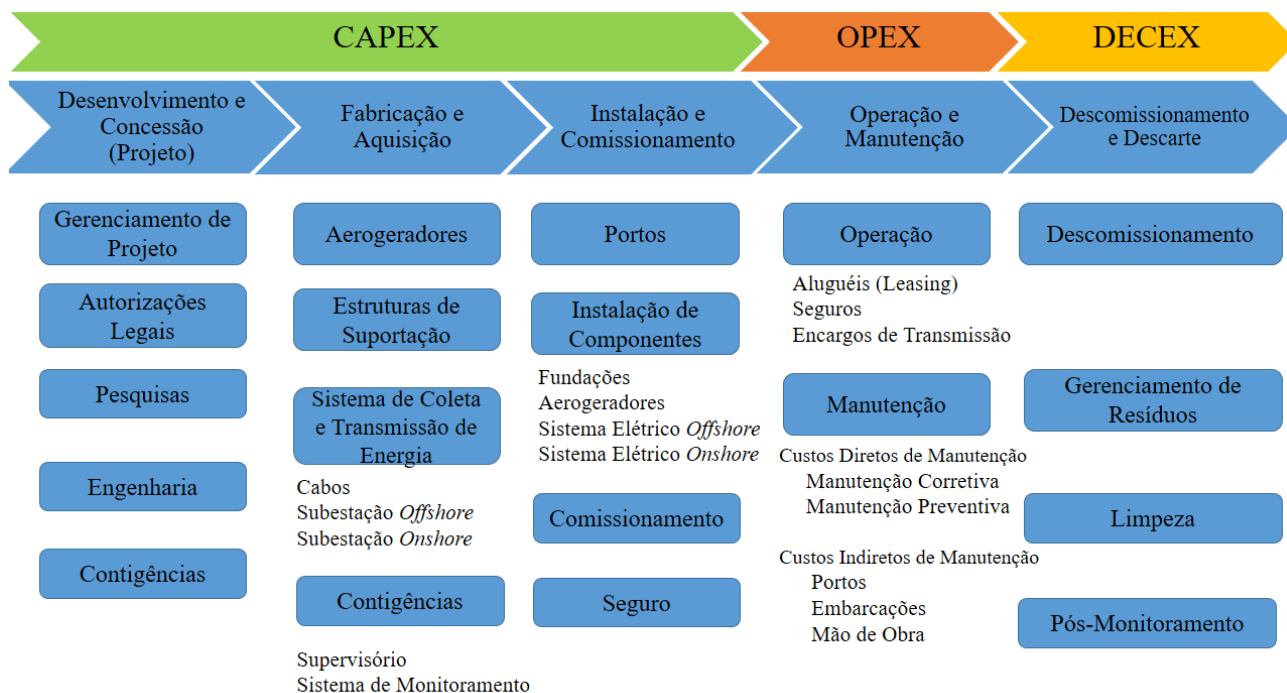 CAPEX
OPEX
DECEX
Desenvolvimento e
Concessão
(Projeto)
Fabricação e
Aquisição
Instalação e
Comissionamento
Operação e
Manutenção
Descomissionamento
e Descarte
Gerenciamento de
Projeto
Autorizações
Legais
Pesquisas
Engenharia
Contigências
Aerogeradores
Estruturas de
Suportação
Sistema de Coleta
e Transmissão de
Energia
Cabos
Subestação Offshore
Subestação Onshore
Contigências
Supervisório
Sistema de Monitoramento
Portos
Instalação de
Componentes
Fundações
Aerogeradores
Sistema Elétrico Offshore
Sistema Elétrico Onshore
Comissionamento
Seguro
Operação
Aluguéis (Leasing)
Seguros
Encargos de Transmissão
Manutenção
Custos Diretos de Manutenção
Manutenção Corretiva
Manutenção Preventiva
Custos Indiretos de Manutenção
Portos
Embarcações
Mão de Obra
Descomissionamento
Gerenciamento de
Resíduos
Limpeza
Pós-Monitoramento